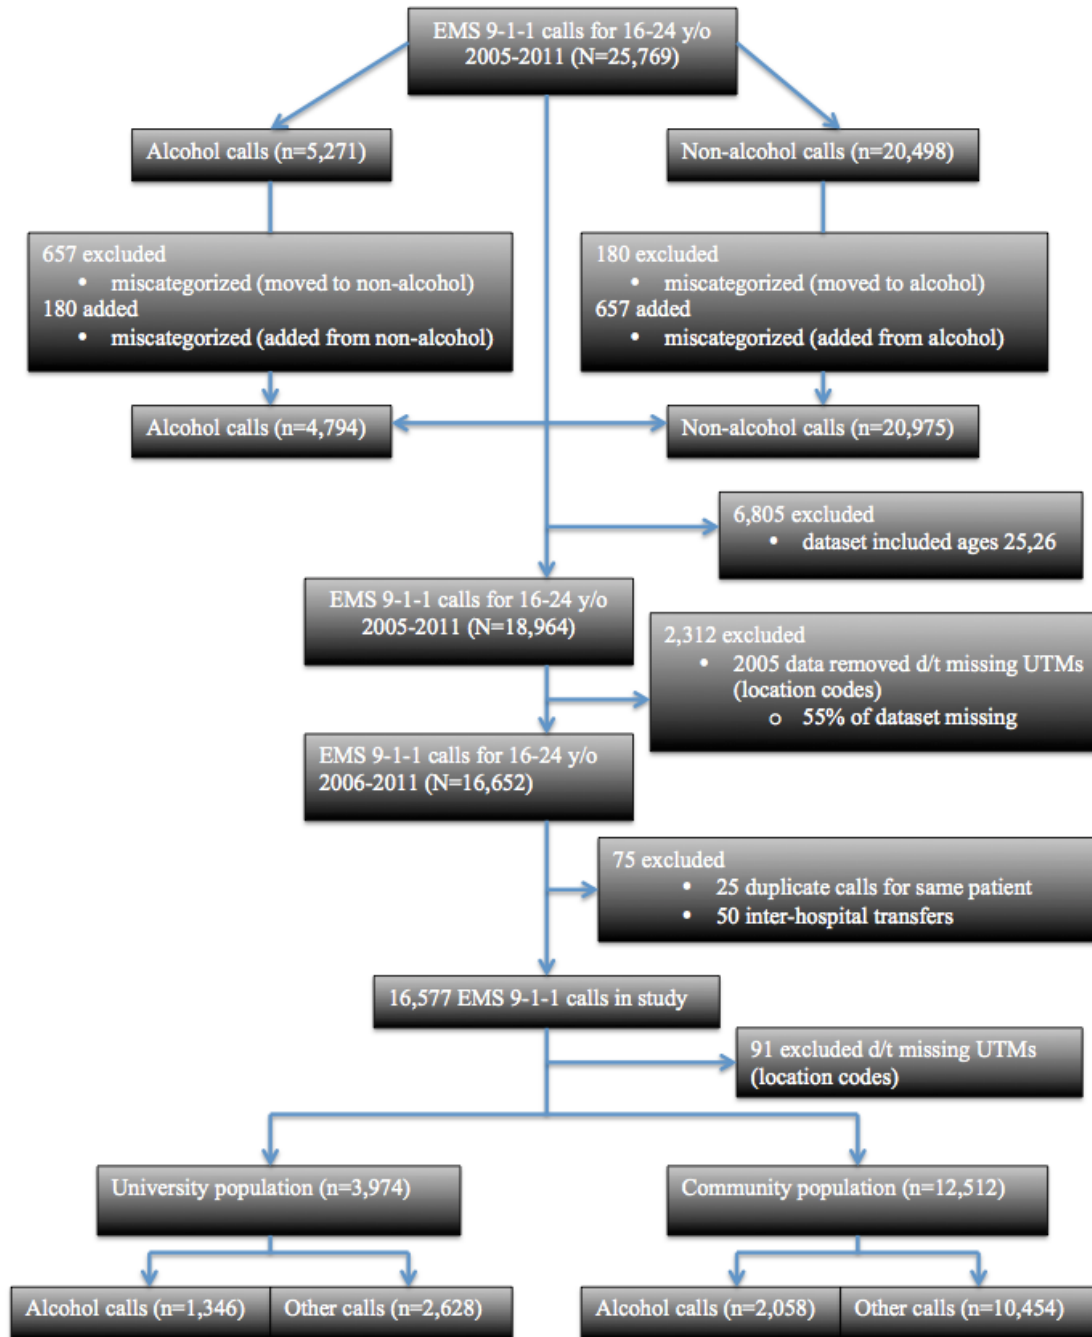 EMS 9-1-1 calls for 16-24 y/o
2005-2011 (N=25,769)
Alcohol calls (n=5,271)
Non-alcohol calls (n=20,498)
657 excluded
• miscategorized (moved to non-alcohol)
180 added
• miscategorized (added from non-alcohol)
180 excluded
• miscategorized (moved to alcohol)
657 added
• miscategorized (added from alcohol)
Alcohol calls (n=4,794)
Non-alcohol calls (n=20,975)
6,805 excluded
• dataset included ages 25,26
EMS 9-1-1 calls for 16-24 y/o
2005-2011 (N=18,964)
2,312 excluded
• 2005 data removed d/t missing UTMs
(location codes)
o 55% of dataset missing
EMS 9-1-1 calls for 16-24 y/o
2006-2011 (N=16,652)
75 excluded
• 25 duplicate calls for same patient
• 50 inter-hospital transfers
16,577 EMS 9-1-1 calls in study
91 excluded d/t missing UTMs
(location codes)
University population (n=3,974)
Community population (n=12,512)
Alcohol calls (n=1,346)
Other calls (n=2,628)
Alcohol calls (n=2,058)
Other calls (n=10,454)